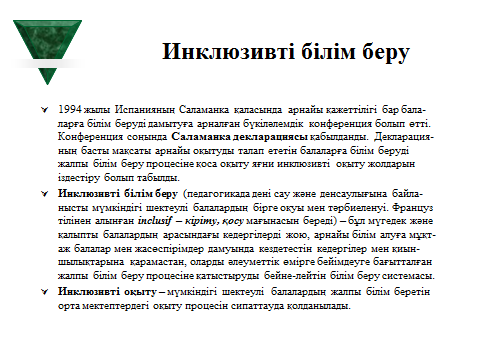 Инклюзивті білім беру
1994 жылы Испанияның Саламанка қаласында арнайы қажеттілігі бар бала-
ларға білім беруді дамытуға арналған бүкіләлемдік конференция болып өтті.
Конференция сонында Саламанка декларациясы қабылданды. Декларация-
ның басты мақсаты арнайы оқытуды талап ететін балаларға білім беруді
жалпы білім беру процесіне қоса оқыту яғни инклюзивті оқыту жолдарын
іздестіру болып табылды.
Инклюзивті білім беру (педагогикада дені сау және денсаулығына байла-
нысты мүмкіндігі шектеулі балалардың бірге оқуы мен тәрбиеленуі. Француз
тілінен алынған inclusif – кіріту, қосу мағынасын береді) – бұл мүгедек және
қалыпты балалардың арасындағы кедергілерді жою, арнайы білім алуға мұқт-
аж балалар мен жасөспірімдер дамуында кездетестін кедергілер мен қиын-
шылықтарына қарамастан, оларды әлеуметтік өмірге бейімдеуге бағытталған
жалпы білім беру процесіне қатыстыруды бейне-лейтін білім беру системасы.
Инклюзивті оқыту – мүмкіндігі шектеулі балалардың жалпы білім беретін
орта мектептердегі оқыту процесін сипаттауда қолданылады.